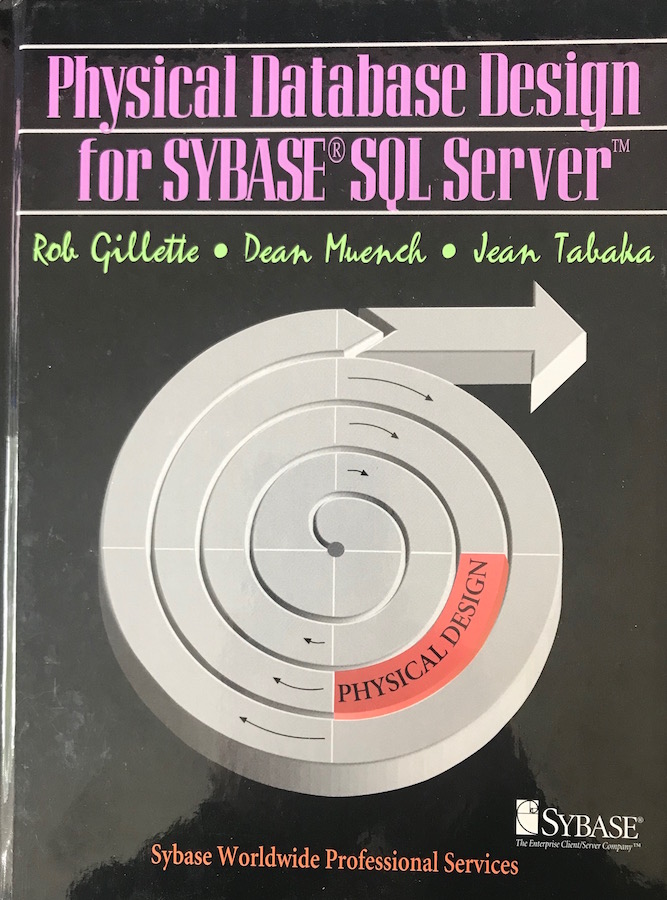 Physical Database Design
for SYBASE® SQL Server™
Rob Gillette • Dean Muench • Jean Tabaka
PHYSICAL DESIGN
SYBASE®
The Enterprise Client/Server Company™
Sybase Worldwide Professional Services